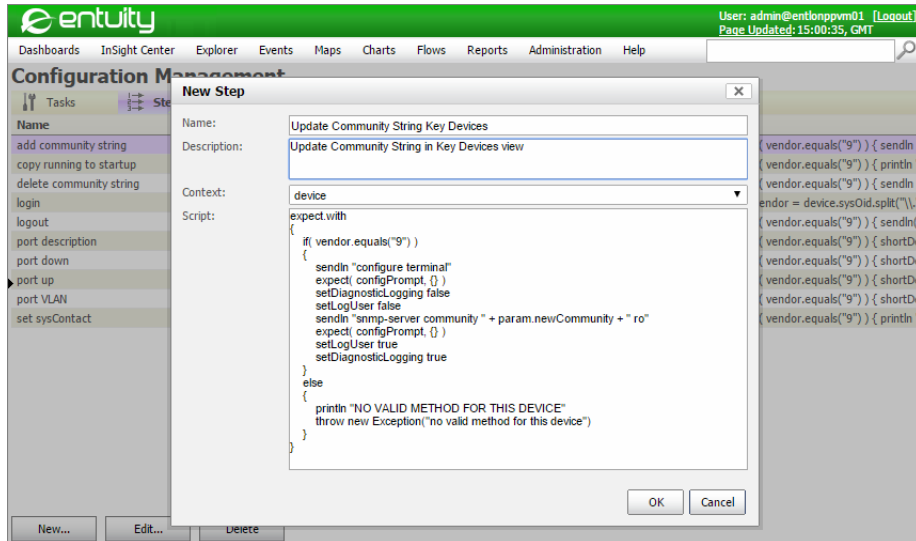 entuity
User: admin@entlonppvm01 [Logout]
Page Updated: 15:00:35, GMT
Dashboards InSight Center Explorer Events Maps Charts Flows Reports Administration Help
Configuration Management
Tasks Ste
Name
add community string
copy running to startup
delete community string
login
logout
port description
port down
port up
port VLAN
set sysContact
New Step
Name: Update Community String Key Devices
Description: Update Community String in Key Devices view
Context: device
Script:
expect.with
{
if( vendor.equals("9") )
{
sendln "configure terminal"
expect( configPrompt, {} )
setDiagnosticLogging false
setLogUser false
sendln "snmp-server community " + param.newCommunity + " ro"
expect( configPrompt, {} )
setLogUser true
setDiagnosticLogging true
}
else
{
println "NO VALID METHOD FOR THIS DEVICE"
throw new Exception("no valid method for this device")
}
}
OK Cancel
( vendor.equals("9") ) { sendln
( vendor.equals("9") ) { println
( vendor.equals("9") ) { sendln
endor = device.sysOid.split("\\.
( vendor.equals("9") ) { sendln(
( vendor.equals("9") ) { shortDe
( vendor.equals("9") ) { shortDe
( vendor.equals("9") ) { shortDe
( vendor.equals("9") ) { shortDe
( vendor.equals("9") ) { println
New... Edit... Delete